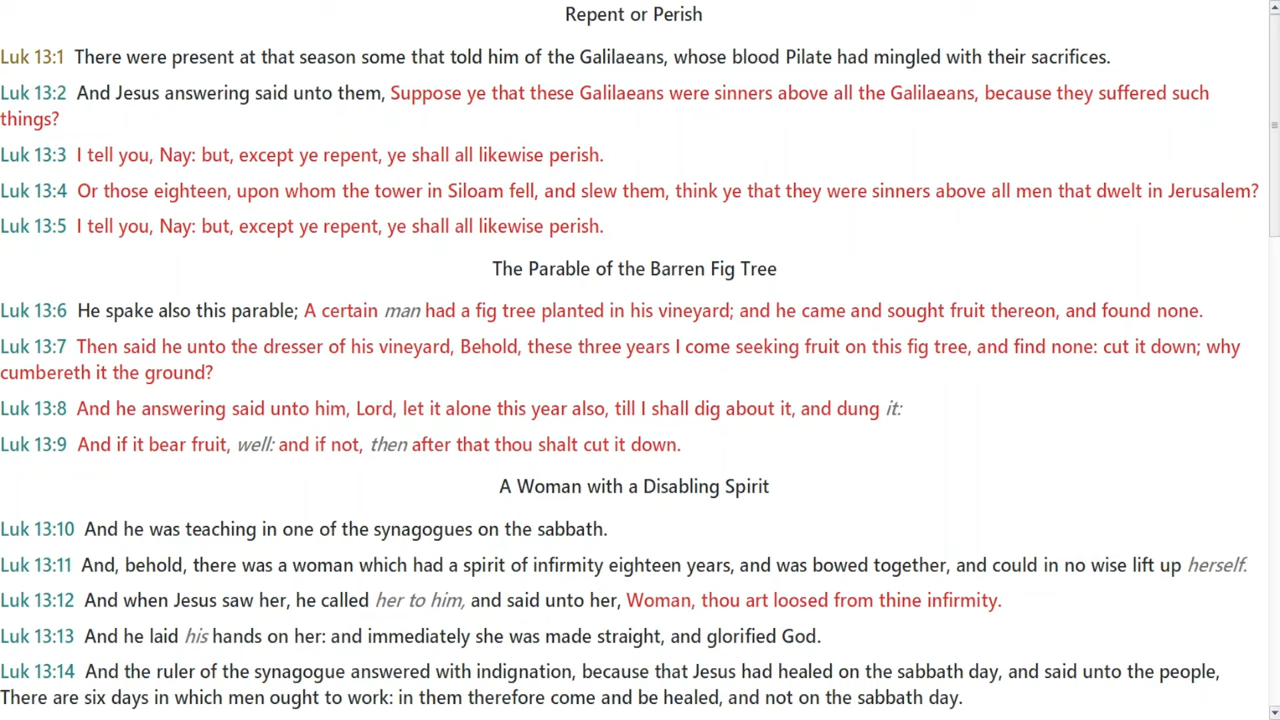 Repent or Perish
Luk 13:1 There were present at that season some that told him of the Galilaeans, whose blood Pilate had mingled with their sacrifices.
Luk 13:2 And Jesus answering said unto them, Suppose ye that these Galilaeans were sinners above all the Galilaeans, because they suffered such
things?
Luk 13:3 I tell you, Nay: but, except ye repent, ye shall all likewise perish.
Luk 13:4 Or those eighteen, upon whom the tower in Siloam fell, and slew them, think ye that they were sinners above all men that dwelt in Jerusalem?
Luk 13:5 I tell you, Nay: but, except ye repent, ye shall all likewise perish.
The Parable of the Barren Fig Tree
Luk 13:6 He spake also this parable; A certain man had a fig tree planted in his vineyard; and he came and sought fruit thereon, and found none.
Luk 13:7 Then said he unto the dresser of his vineyard, Behold, these three years I come seeking fruit on this fig tree, and find none: cut it down; why
cumbereth it the ground?
Luk 13:8 And he answering said unto him, Lord, let it alone this year also, till I shall dig about it, and dung it:
Luk 13:9 And if it bear fruit, well: and if not, then after that thou shalt cut it down.
A Woman with a Disabling Spirit
Luk 13:10 And he was teaching in one of the synagogues on the sabbath.
Luk 13:11 And, behold, there was a woman which had a spirit of infirmity eighteen years, and was bowed together, and could in no wise lift up herself.
Luk 13:12 And when Jesus saw her, he called her to him, and said unto her, Woman, thou art loosed from thine infirmity.
Luk 13:13 And he laid his hands on her: and immediately she was made straight, and glorified God.
Luk 13:14 And the ruler of the synagogue answered with indignation, because that Jesus had healed on the sabbath day, and said unto the people,
There are six days in which men ought to work: in them therefore come and be healed, and not on the sabbath day.